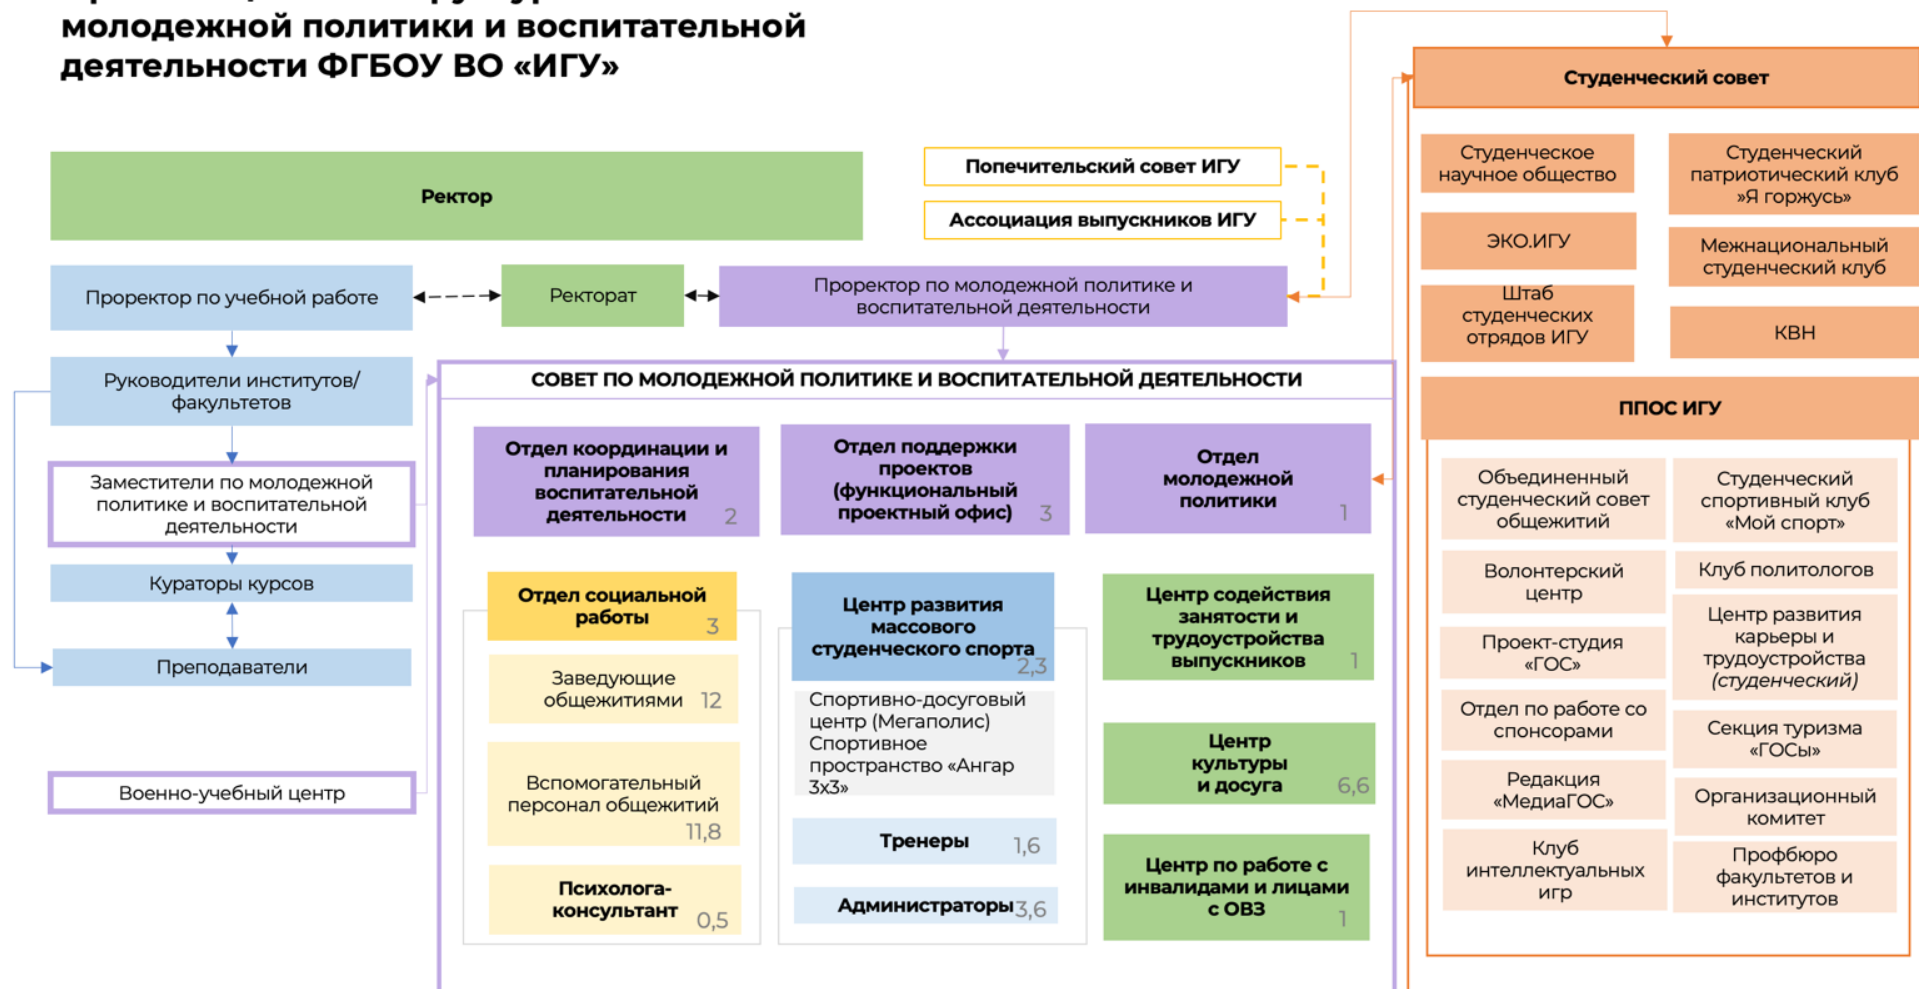 молодежной политики и воспитательной
деятельности ФГБОУ ВО «ИГУ»
Ректор
Попечительский совет ИГУ
Ассоциация выпускников ИГУ
Проректор по учебной работе
Ректорат
Проректор по молодежной политике и
воспитательной деятельности
Руководители институтов/
факультетов
Заместители по молодежной
политике и воспитательной
деятельности
Кураторы курсов
Преподаватели
Военно-учебный центр
СОВЕТ ПО МОЛОДЕЖНОЙ ПОЛИТИКЕ И ВОСПИТАТЕЛЬНОЙ ДЕЯТЕЛЬНОСТИ
Отдел координации и
планирования
воспитательной
деятельности 2
Отдел поддержки
проектов
(функциональный
проектный офис) 3
Отдел
молодежной
политики 1
Отдел социальной
работы 3
Заведующие
общежитиями 12
Вспомогательный
персонал общежитий
11,8
Психолога-
консультант 0,5
Центр развития
массового
студенческого спорта
2,3
Спортивно-досуговый
центр (Мегаполис)
Спортивное
пространство «Ангар
3х3»
Тренеры 1,6
Администраторы 3,6
Центр содействия
занятости и
трудоустройства
выпускников 1
Центр
культуры
и досуга 6,6
Центр по работе с
инвалидами и лицами
с ОВЗ 1
Студенческий совет
Студенческое
научное общество
Студенческий
патриотический клуб
»Я горжусь»
ЭКО.ИГУ
Межнациональный
студенческий клуб
Штаб
студенческих
отрядов ИГУ
КВН
ППОС ИГУ
Объединенный
студенческий совет
общежитий
Студенческий
спортивный клуб
«Мой спорт»
Волонтерский
центр
Клуб политологов
Проект-студия
«ГОС»
Центр развития
карьеры и
трудоустройства
(студенческий)
Отдел по работе со
спонсорами
Секция туризма
«ГОСы»
Редакция
«МедиаГОС»
Организационный
комитет
Клуб
интеллектуальных
игр
Профбюро
факультетов и
институтов